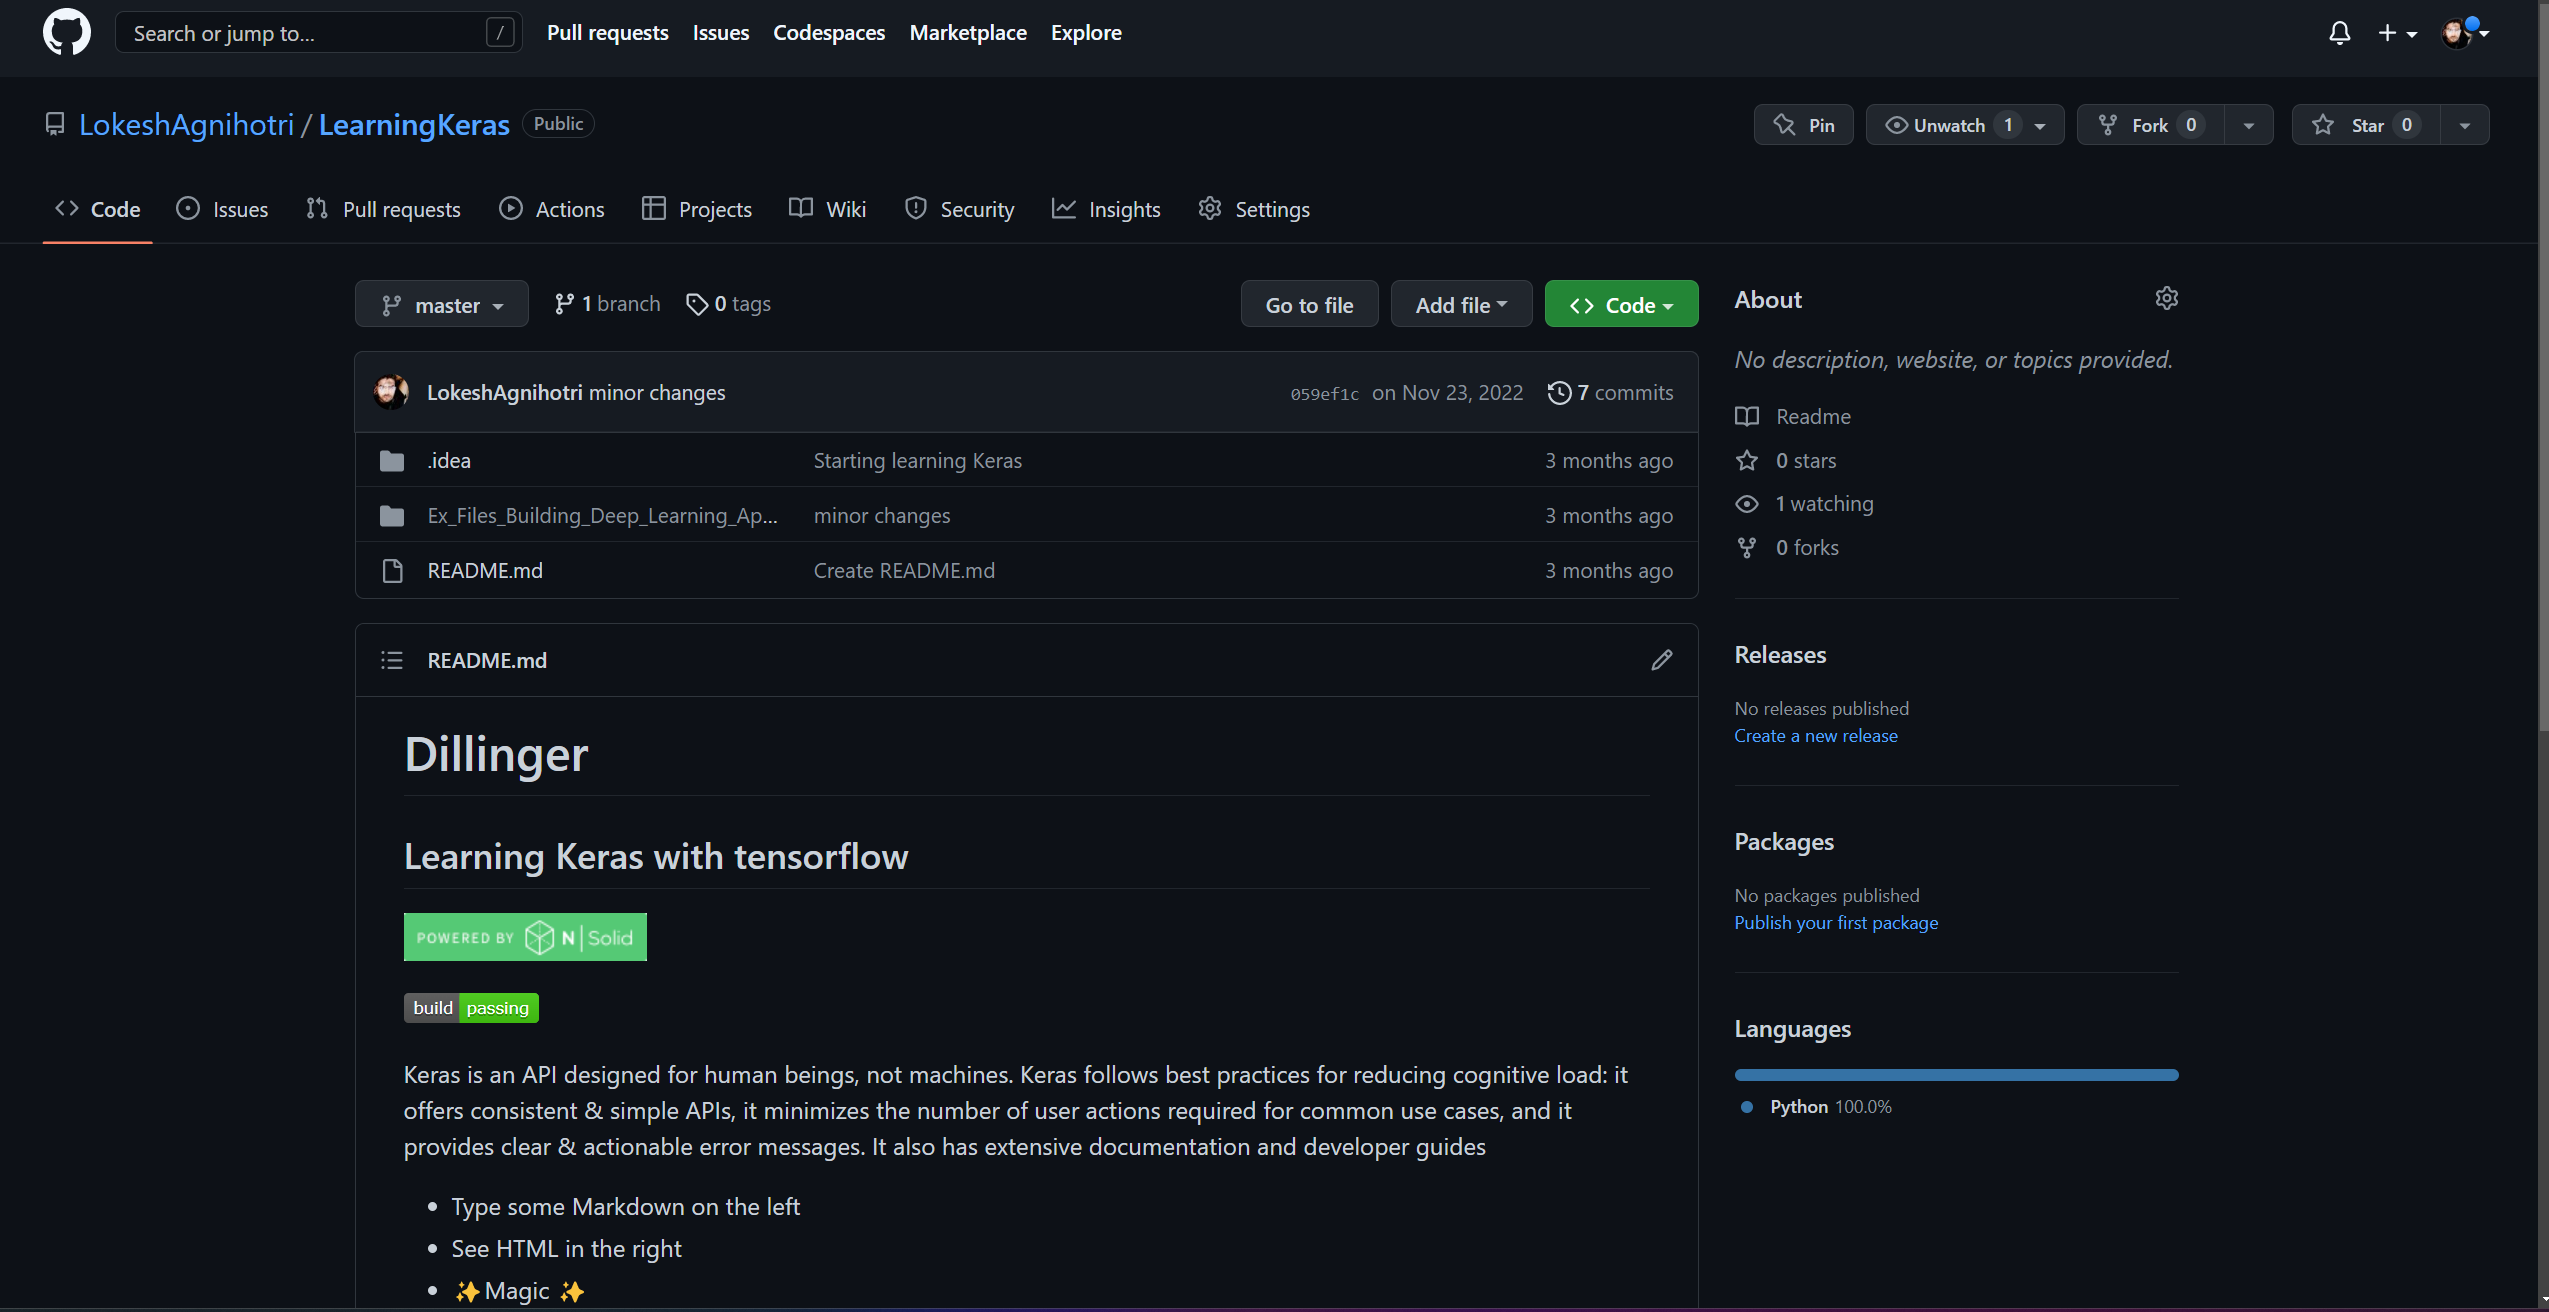 Search or jump to... / Pull requests Issues Codespaces Marketplace Explore
LokeshAgnihotri / LearningKeras Public Pin Unwatch 1 Fork 0 Star 0
Code Issues Pull requests Actions Projects Wiki Security Insights Settings
master 1 branch 0 tags Go to file Add file Code
LokeshAgnihotri minor changes 059ef1c on Nov 23, 2022 7 commits
.idea Starting learning Keras 3 months ago
Ex_Files_Building_Deep_Learning_Ap... minor changes 3 months ago
README.md Create README.md 3 months ago
README.md
Dillinger
Learning Keras with tensorflow
POWERED BY N|Solid
build passing
Keras is an API designed for human beings, not machines. Keras follows best practices for reducing cognitive load: it
offers consistent & simple APIs, it minimizes the number of user actions required for common use cases, and it
provides clear & actionable error messages. It also has extensive documentation and developer guides
• Type some Markdown on the left
• See HTML in the right
• ✨Magic ✨
About
No description, website, or topics provided.
Readme
0 stars
1 watching
0 forks
Releases
No releases published
Create a new release
Packages
No packages published
Publish your first package
Languages
Python 100.0%